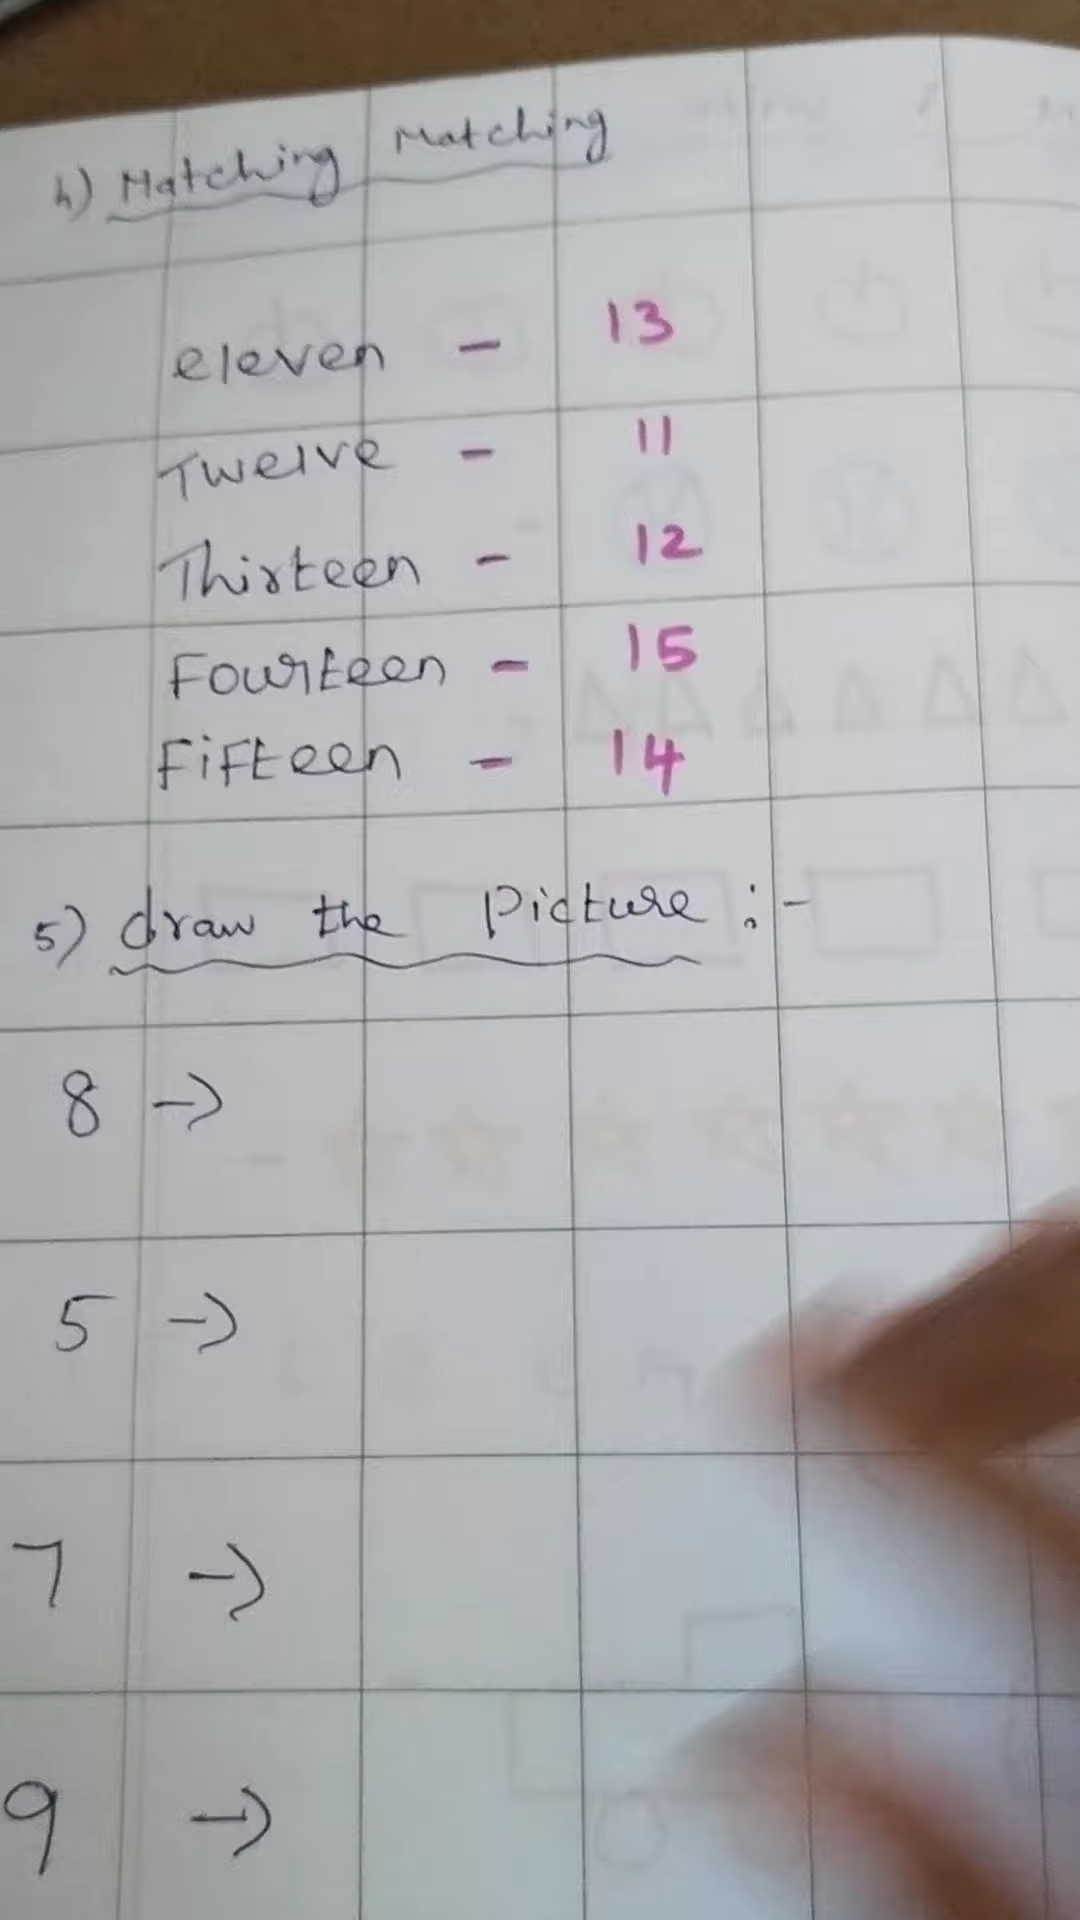 4) Matching Matching
eleven - 13
Twelve - 11
Thirteen - 12
Fourteen - 15
Fifteen - 14
5) draw the Picture :-
8 →
5 →
7 →
9 →